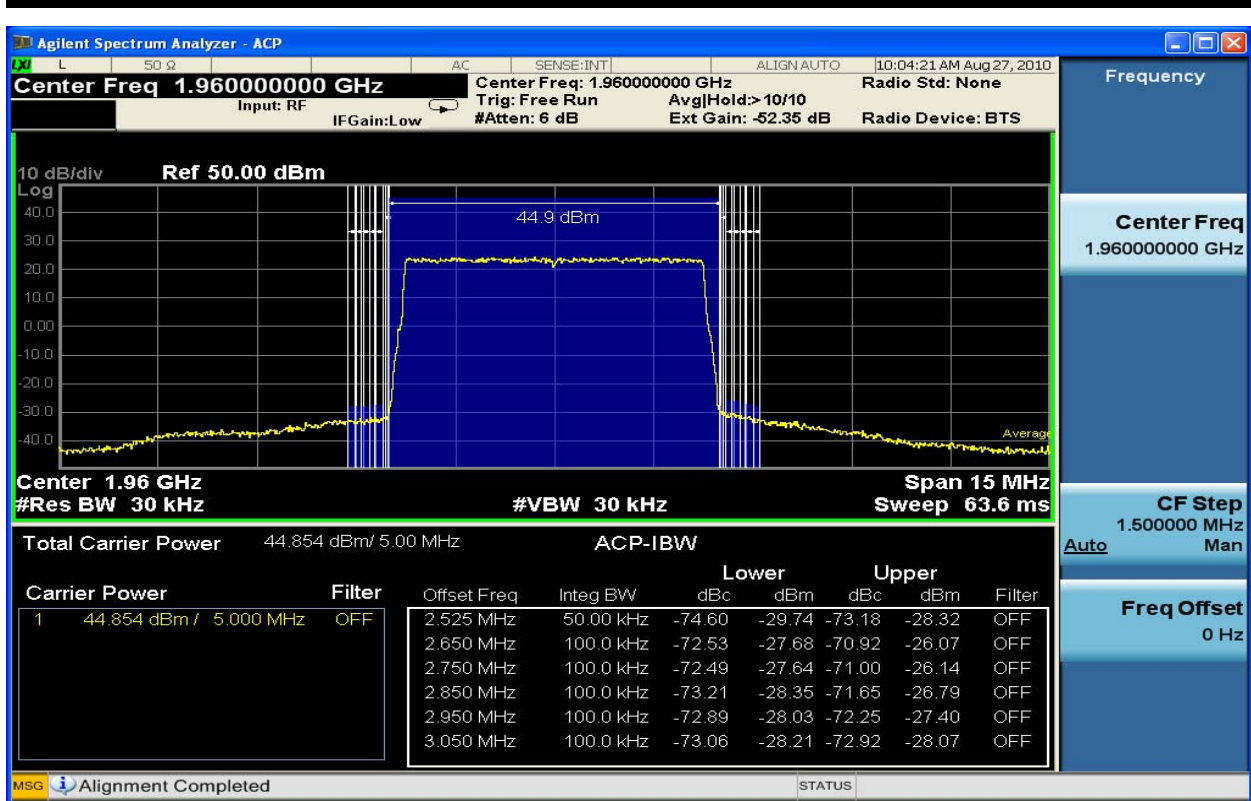 Agilent Spectrum Analyzer - ACP
LXI L 50 Ω AC SENSE:INT ALIGN AUTO 10:04:21 AM Aug 27, 2010
Center Freq 1.960000000 GHz
Input: RF
IFGain:Low
Center Freq: 1.960000000 GHz
Trig: Free Run Avg|Hold:>10/10
#Atten: 6 dB Ext Gain: -52.35 dB
Radio Std: None
Radio Device: BTS
10 dB/div Ref 50.00 dBm
Log
40.0
30.0
20.0
10.0
0.00
-10.0
-20.0
-30.0
-40.0
44.9 dBm
Average
Center 1.96 GHz Span 15 MHz
#Res BW 30 kHz #VBW 30 kHz Sweep 63.6 ms
Total Carrier Power 44.854 dBm/ 5.00 MHz ACP-IBW
Lower Upper
Carrier Power Filter
1 44.854 dBm / 5.000 MHz OFF
Offset Freq Integ BW dBc dBm dBc dBm Filter
2.525 MHz 50.00 kHz -74.60 -29.74 -73.18 -28.32 OFF
2.650 MHz 100.0 kHz -72.53 -27.68 -70.92 -26.07 OFF
2.750 MHz 100.0 kHz -72.49 -27.64 -71.00 -26.14 OFF
2.850 MHz 100.0 kHz -73.21 -28.35 -71.65 -26.79 OFF
2.950 MHz 100.0 kHz -72.89 -28.03 -72.25 -27.40 OFF
3.050 MHz 100.0 kHz -73.06 -28.21 -72.92 -28.07 OFF
MSG Alignment Completed STATUS
Frequency
Center Freq
1.960000000 GHz
CF Step
1.500000 MHz
Auto Man
Freq Offset
0 Hz